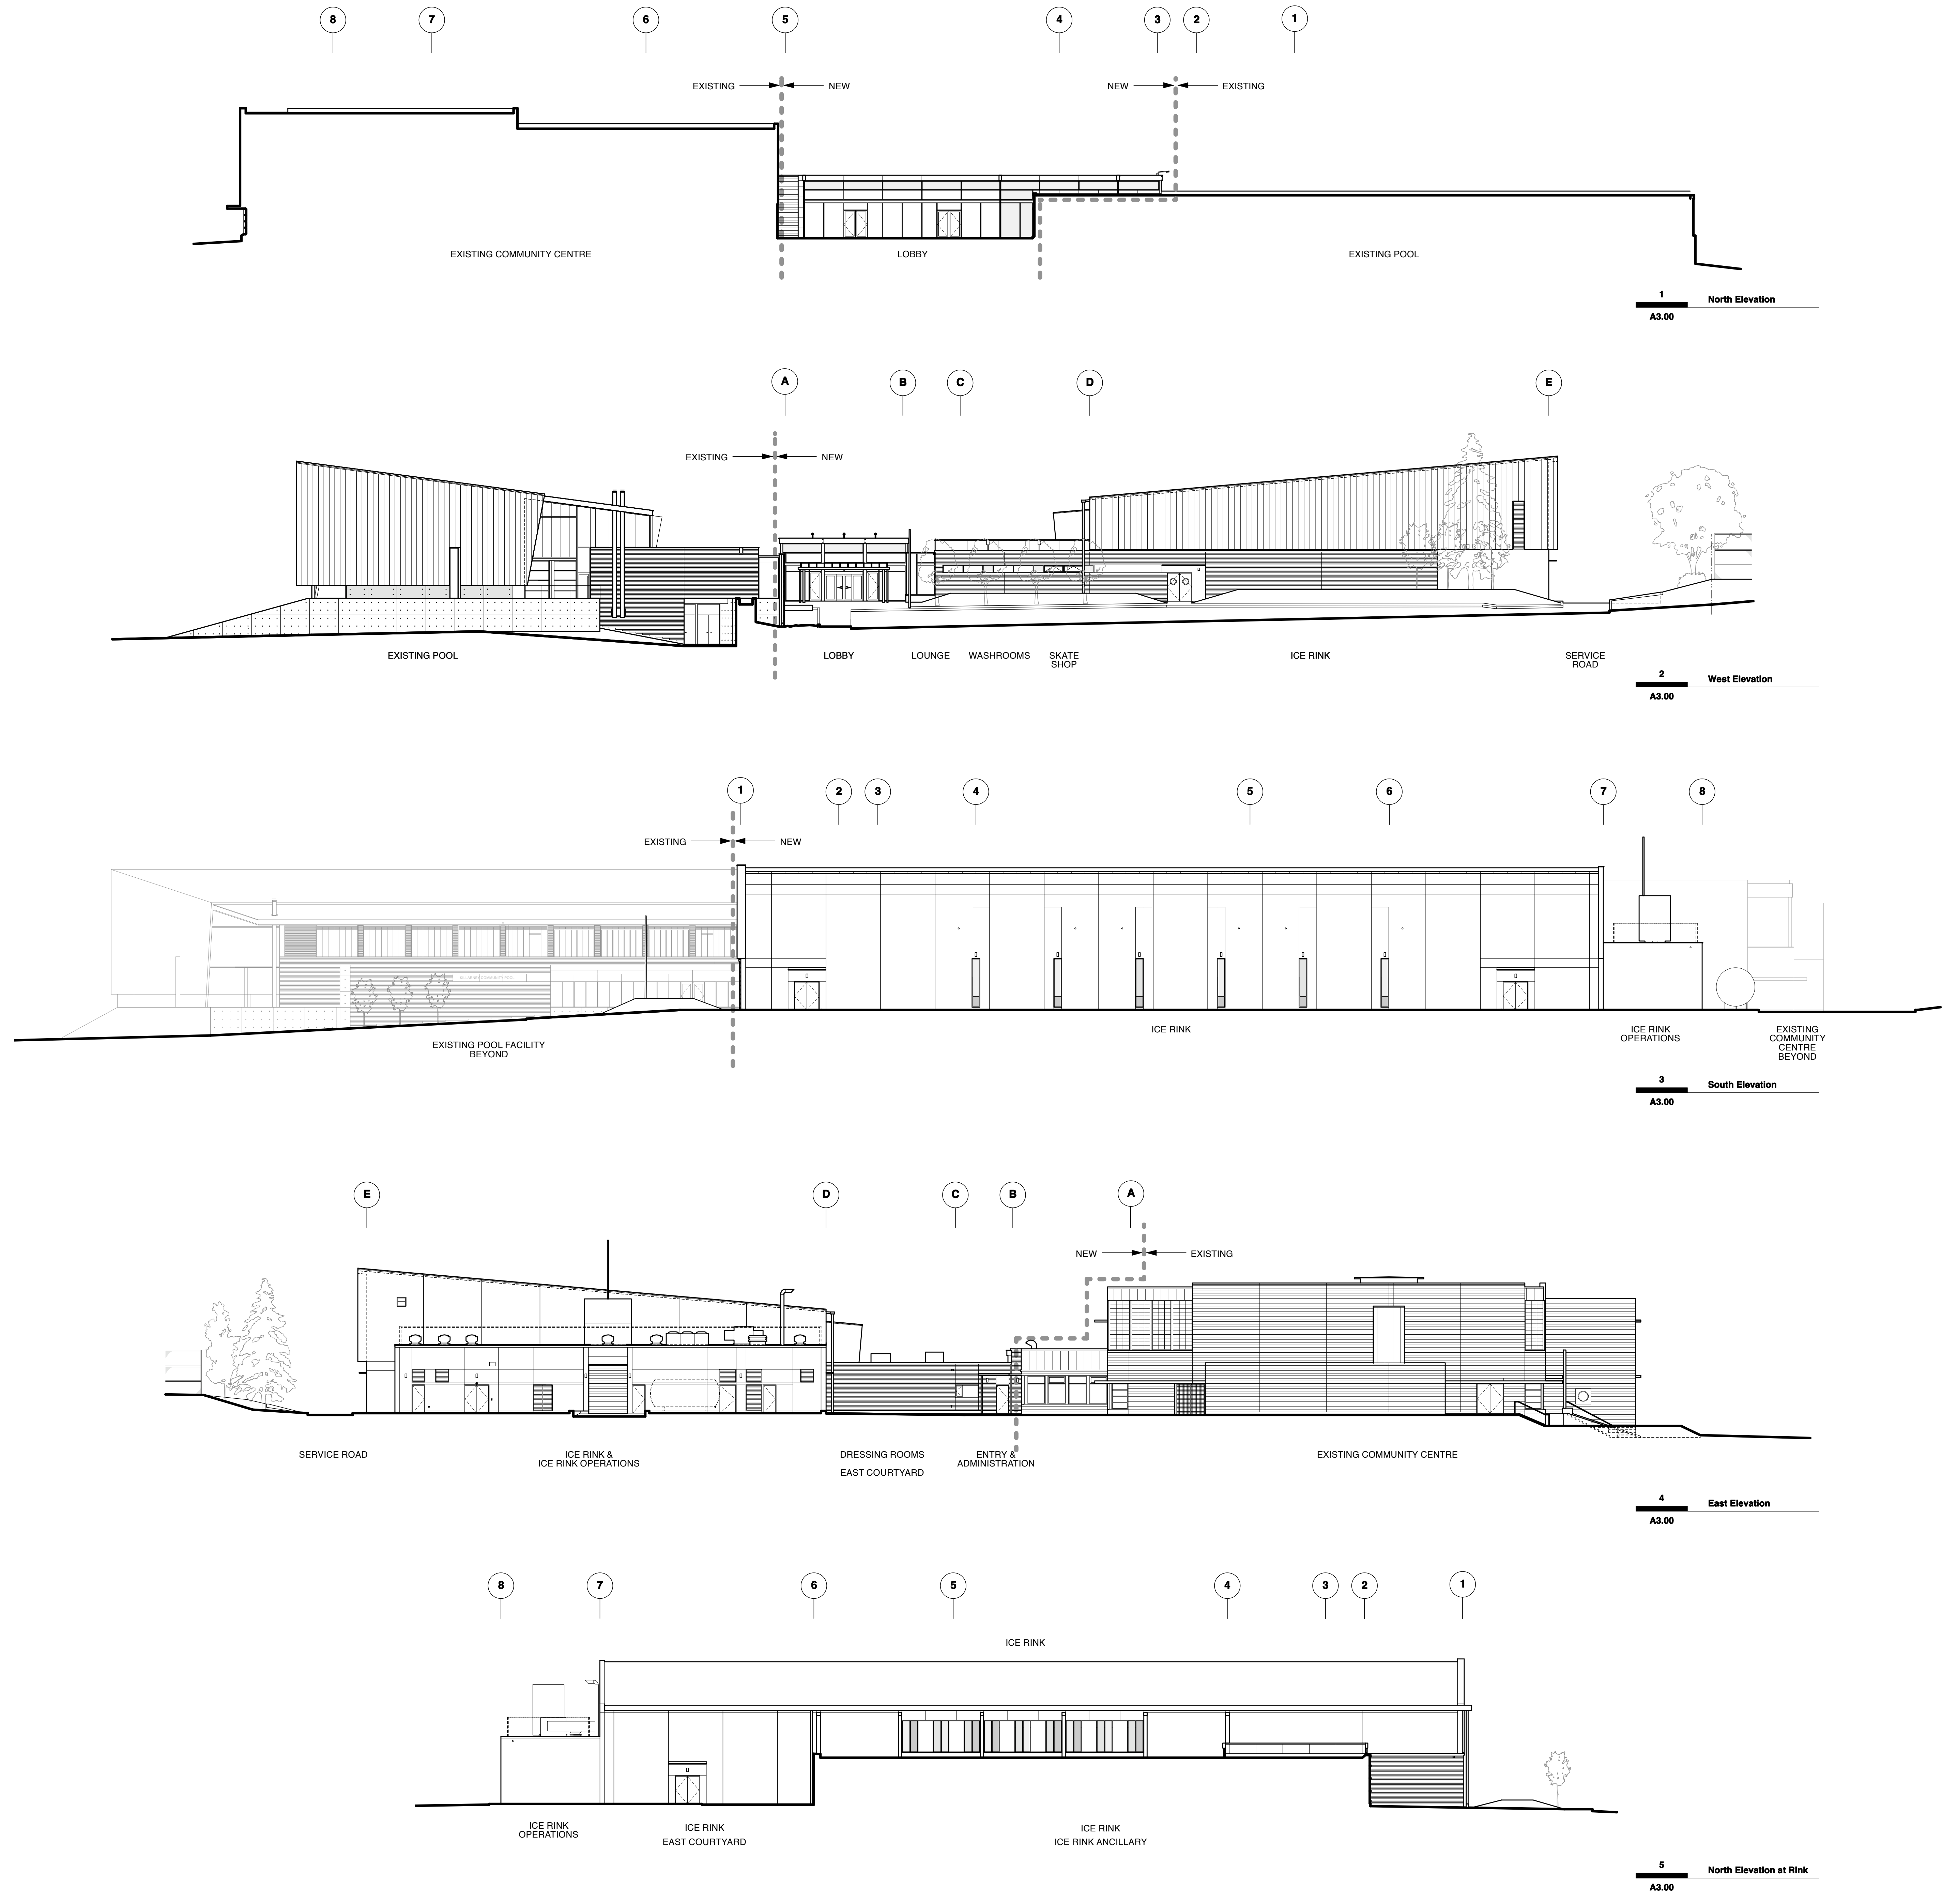 8 7 6 5 4 3 2 1
EXISTING NEW NEW EXISTING
EXISTING COMMUNITY CENTRE LOBBY EXISTING POOL
1 North Elevation
A3.00
A B C D E
EXISTING NEW
EXISTING POOL LOBBY LOUNGE WASHROOMS SKATE ICE RINK SERVICE
SHOP ROAD
2 West Elevation
A3.00
1 2 3 4 5 6 7 8
EXISTING NEW
ICE RINK ICE RINK EXISTING
OPERATIONS COMMUNITY
EXISTING POOL FACILITY CENTRE
BEYOND BEYOND
3 South Elevation
A3.00
E D C B A
NEW EXISTING
SERVICE ROAD ICE RINK & DRESSING ROOMS ENTRY & EXISTING COMMUNITY CENTRE
ICE RINK OPERATIONS ADMINISTRATION
EAST COURTYARD
4 East Elevation
A3.00
8 7 6 5 4 3 2 1
ICE RINK
ICE RINK ICE RINK ICE RINK
OPERATIONS EAST COURTYARD ICE RINK ANCILLARY
5 North Elevation at Rink
A3.00